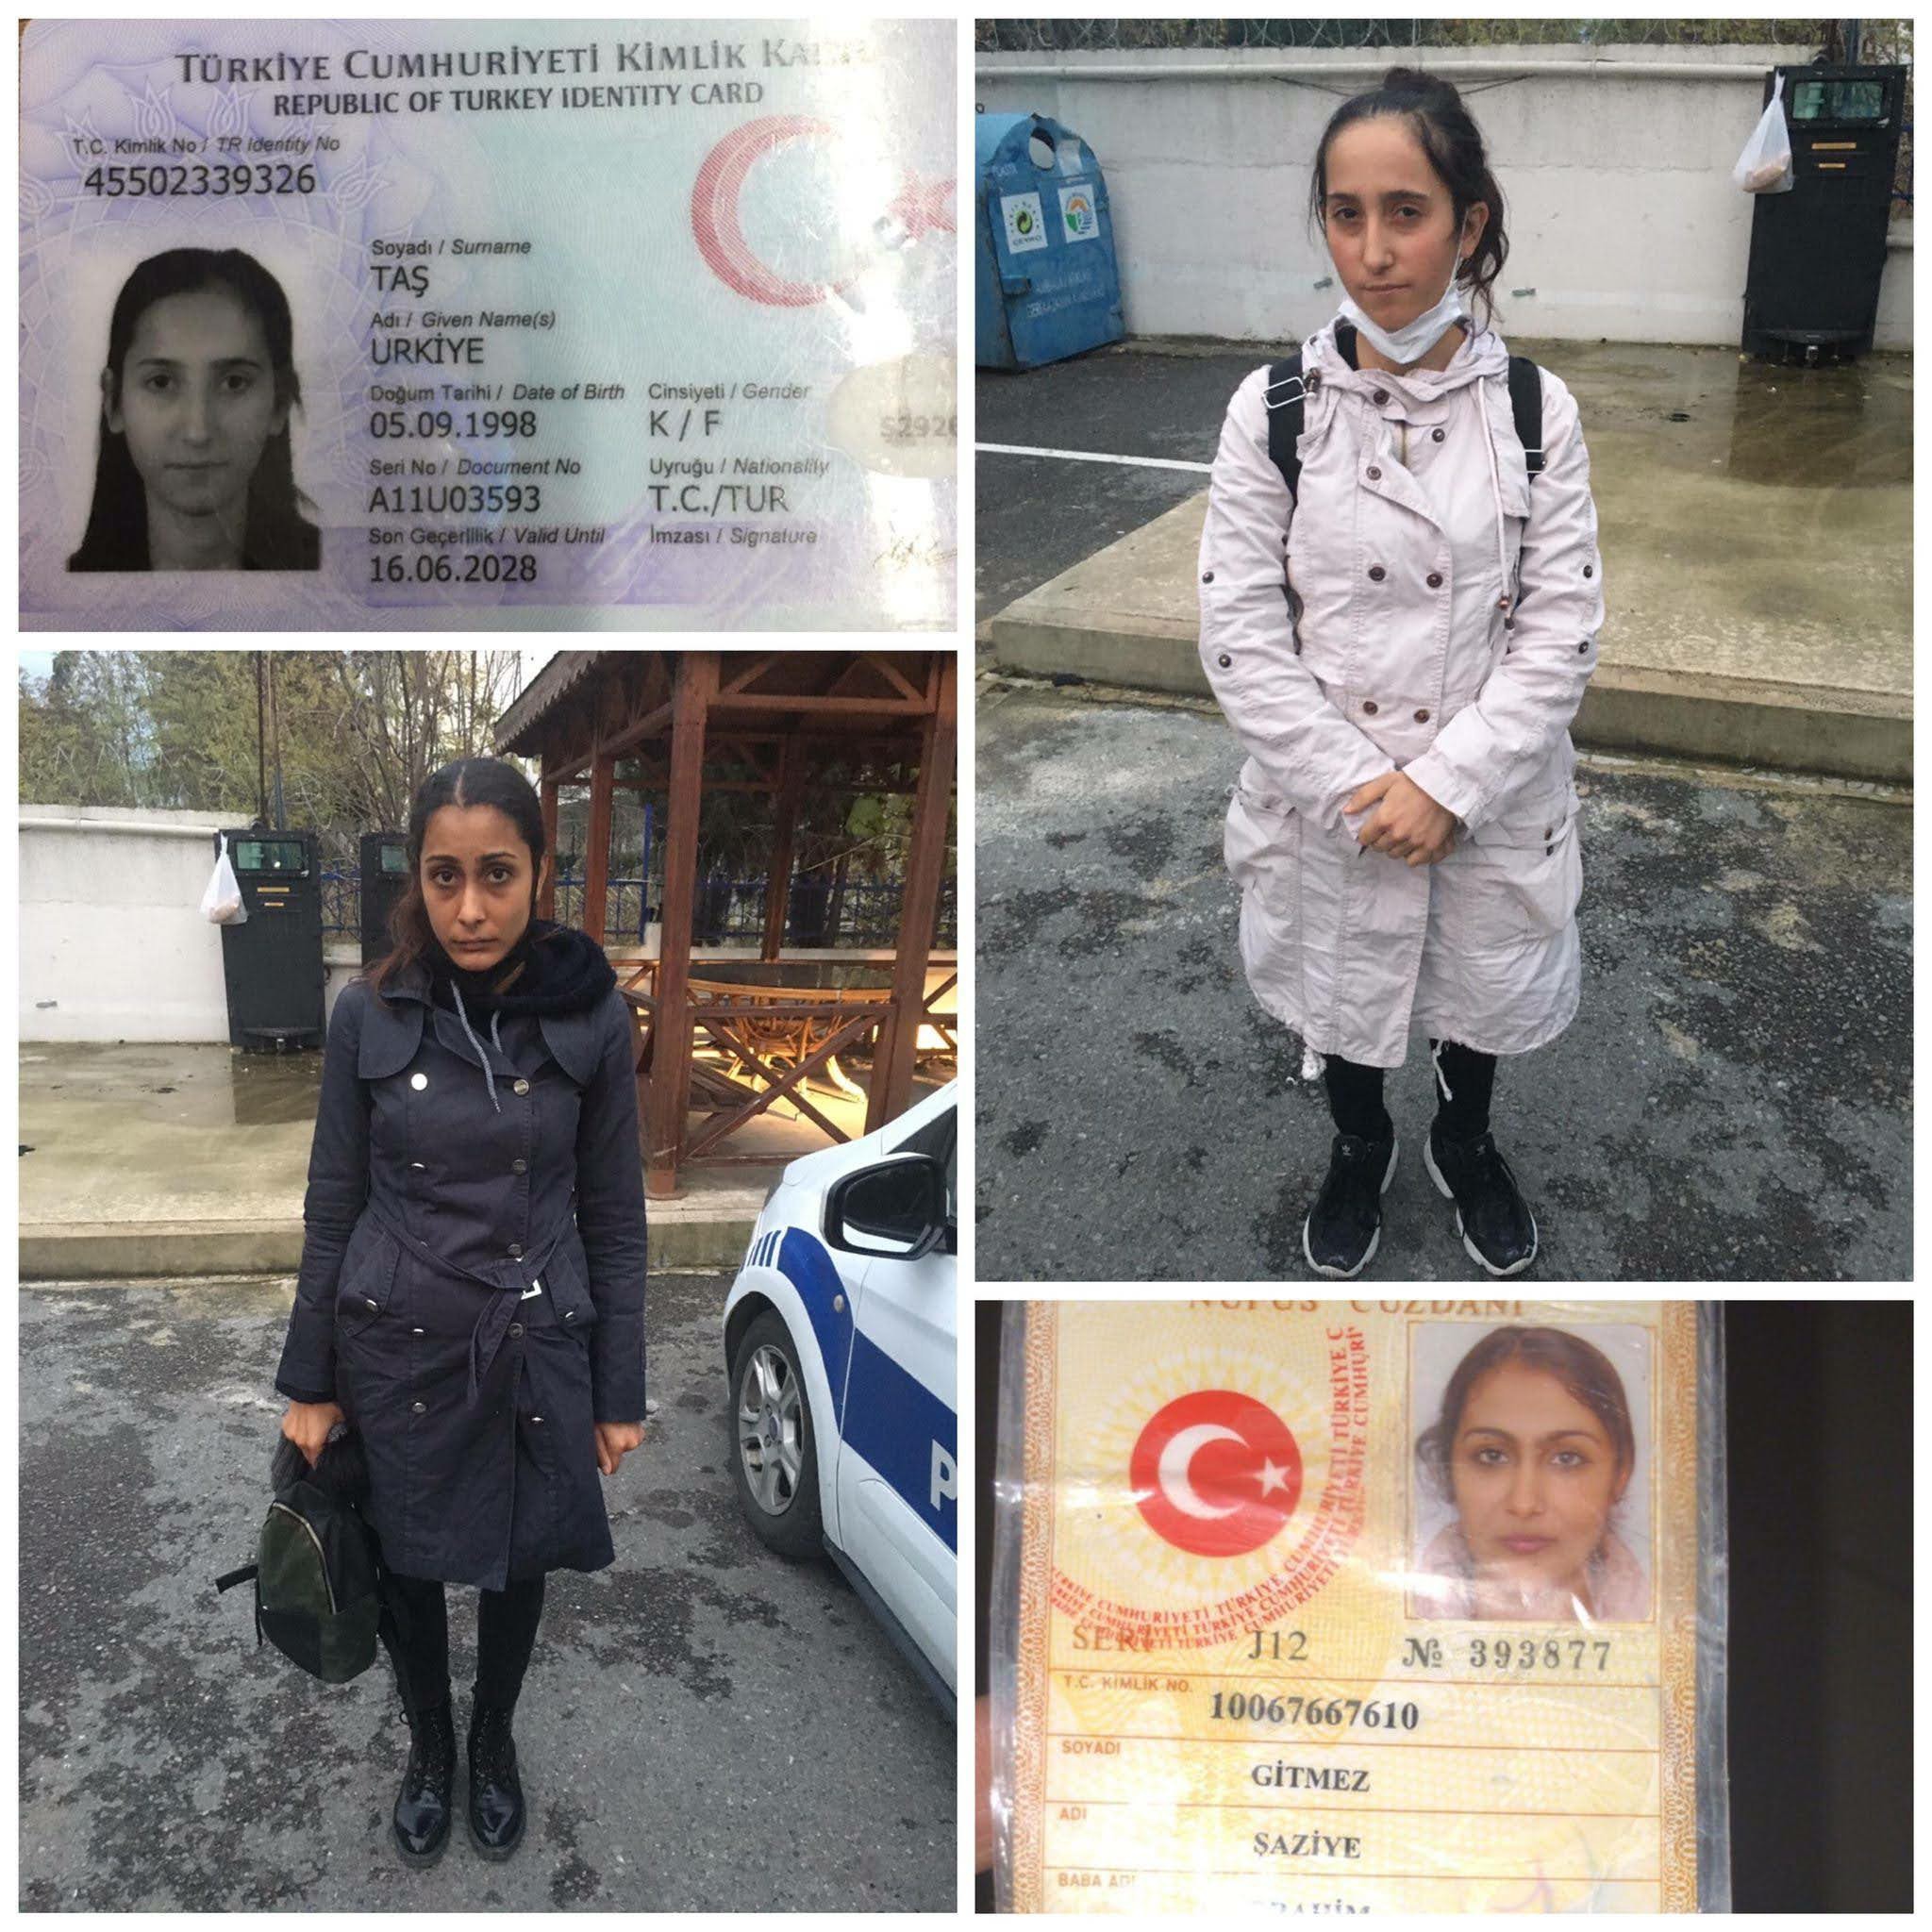 TÜRKİYE CUMHURİYETİ KİMLİK
REPUBLIC OF TURKEY IDENTITY CARD
T.C. Kimlik No / TR Identity No
45502339326
Soyadı / Surname
TAŞ
Adı / Given Name(s)
URKİYE
Doğum Tarihi / Date of Birth Cinsiyeti / Gender
05.09.1998 K / F
Seri No / Document No Uyruğu / Nationality
A11U03593 T.C./TUR
Son Geçerlilik / Valid Until İmzası / Signature
16.06.2028
P
NÜFUS CÜZDANI
SERİ J12 № 393877
T.C. KİMLİK NO.
10067667610
SOYADI
GİTMEZ
ADI
ŞAZİYE
BABA ADI